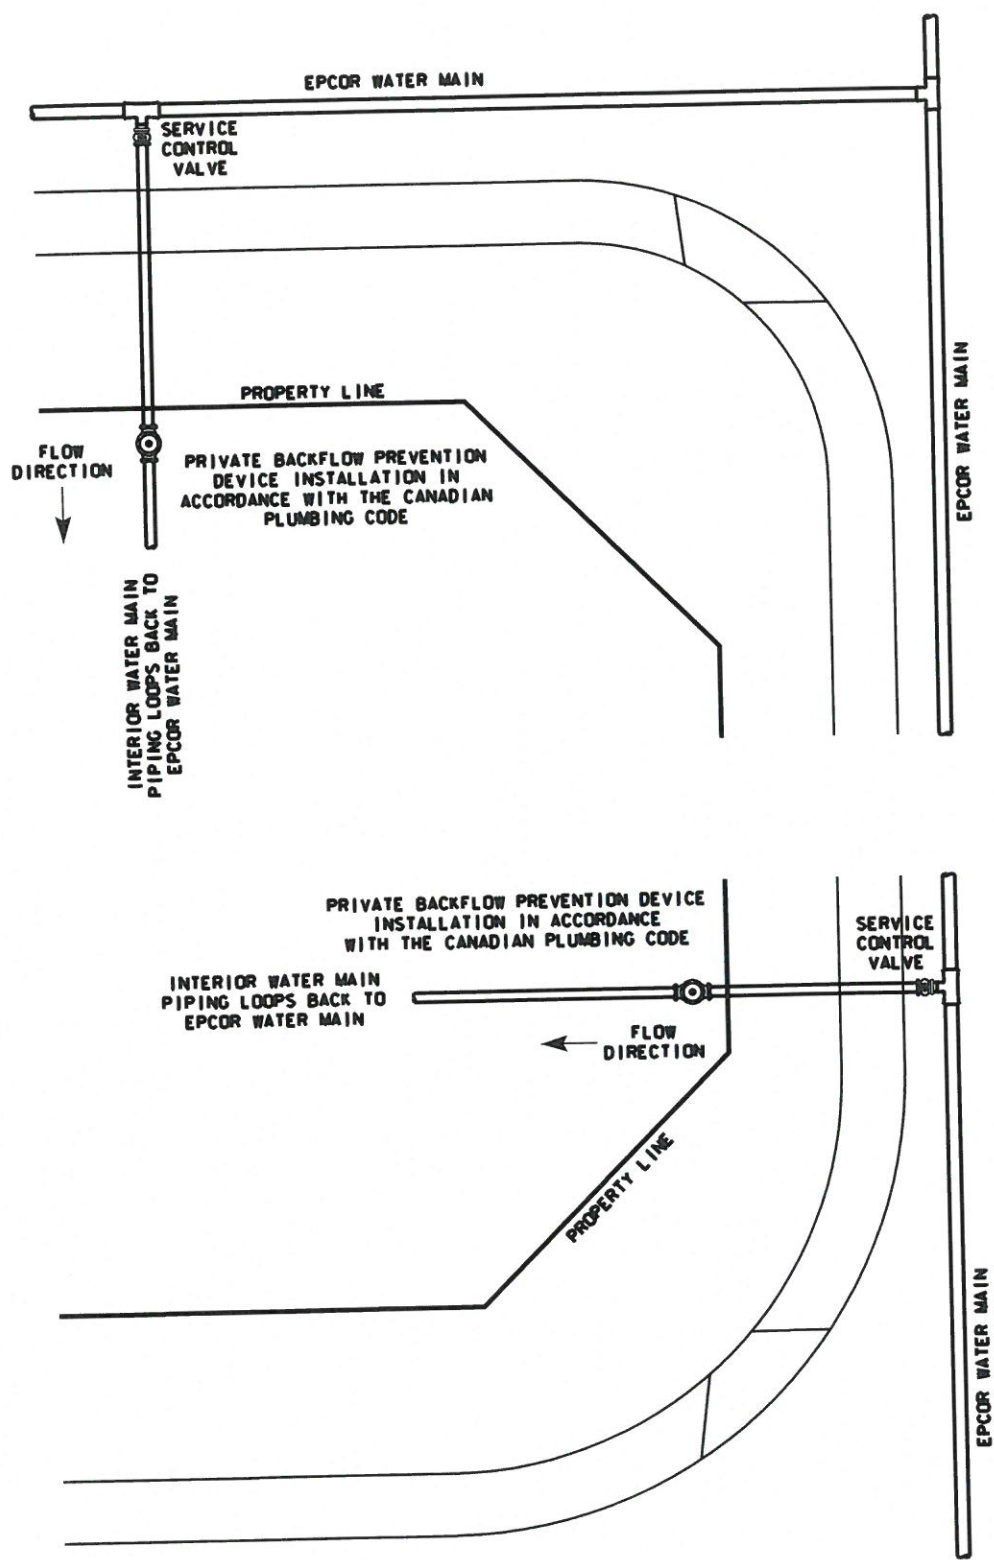 EPCOR WATER MAIN
SERVICE
CONTROL
VALVE
PROPERTY LINE
FLOW
DIRECTION
PRIVATE BACKFLOW PREVENTION
DEVICE INSTALLATION IN
ACCORDANCE WITH THE CANADIAN
PLUMBING CODE
EPCOR WATER MAIN
INTERIOR WATER MAIN
PIPING LOOPS BACK TO
EPCOR WATER MAIN
PRIVATE BACKFLOW PREVENTION DEVICE
INSTALLATION IN ACCORDANCE
WITH THE CANADIAN PLUMBING CODE
SERVICE
CONTROL
VALVE
INTERIOR WATER MAIN
PIPING LOOPS BACK TO
EPCOR WATER MAIN
FLOW
DIRECTION
PROPERTY LINE
EPCOR WATER MAIN